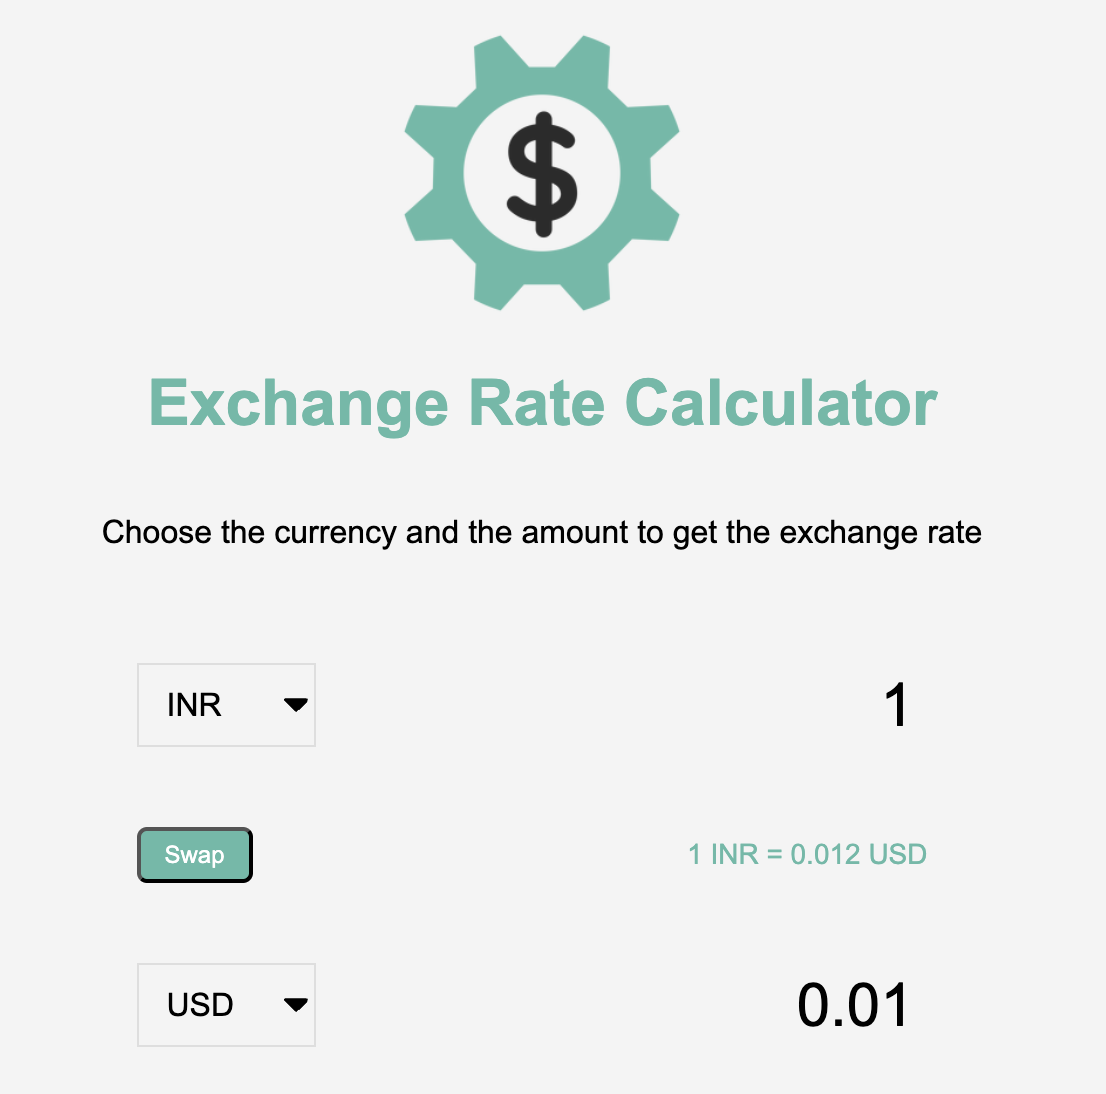 $
Exchange Rate Calculator
Choose the currency and the amount to get the exchange rate
INR 1
Swap 1 INR = 0.012 USD
USD 0.01